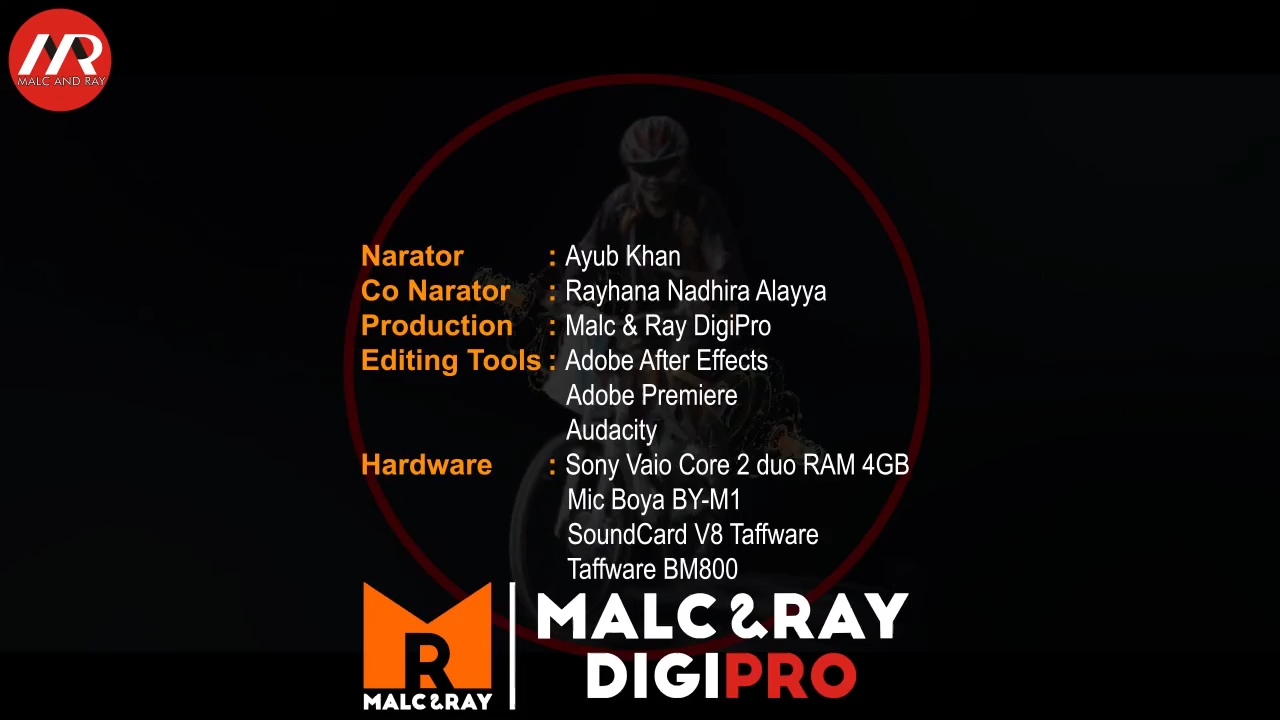 MR
MALC AND RAY
Narator : Ayub Khan
Co Narator : Rayhana Nadhira Alayya
Production : Malc & Ray DigiPro
Editing Tools : Adobe After Effects
Adobe Premiere
Audacity
Hardware : Sony Vaio Core 2 duo RAM 4GB
Mic Boya BY-M1
SoundCard V8 Taffware
Taffware BM800
R
MALC&RAY
MALC&RAY
DIGIPRO